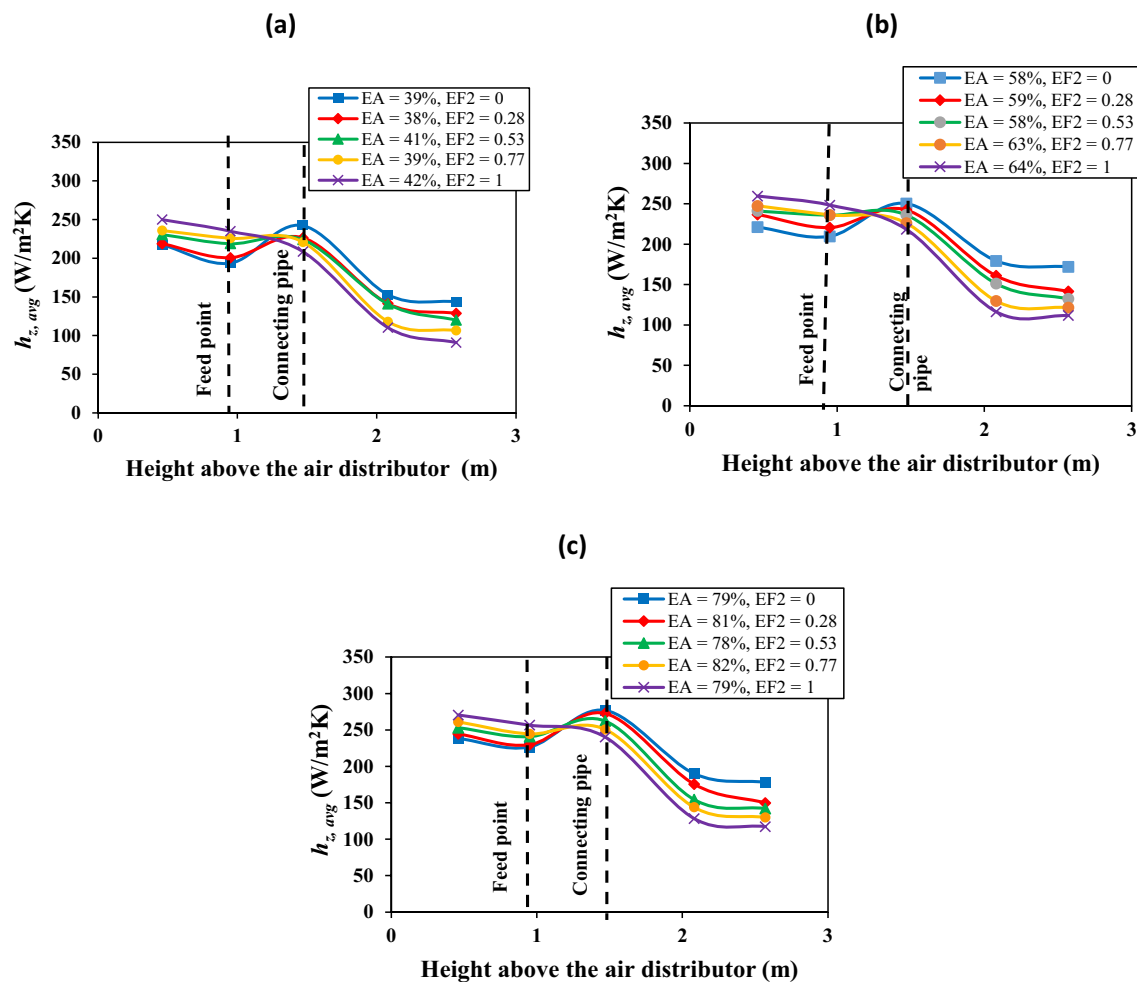 (a)
EA = 39%, EF2 = 0
EA = 38%, EF2 = 0.28
EA = 41%, EF2 = 0.53
EA = 39%, EF2 = 0.77
EA = 42%, EF2 = 1
350
300
250
200
150
100
50
0
h_z, avg (W/m²K)
Feed point
Connecting pipe
0
1
2
3
Height above the air distributor (m)
(b)
EA = 58%, EF2 = 0
EA = 59%, EF2 = 0.28
EA = 58%, EF2 = 0.53
EA = 63%, EF2 = 0.77
EA = 64%, EF2 = 1
350
300
250
200
150
100
50
0
h_z, avg (W/m²K)
Feed point
Connecting
pipe
0
1
2
3
Height above the air distributor (m)
(c)
EA = 79%, EF2 = 0
EA = 81%, EF2 = 0.28
EA = 78%, EF2 = 0.53
EA = 82%, EF2 = 0.77
EA = 79%, EF2 = 1
350
300
250
200
150
100
50
0
h_z, avg (W/m²K)
Feed point
Connecting pipe
0
1
2
3
Height above the air distributor (m)